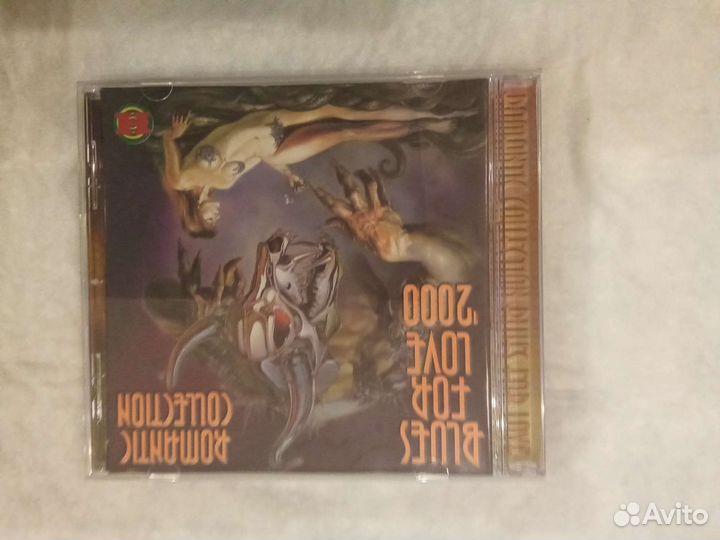 BLUES
FOR
LOVE
'2000
ROMANTIC
COLLECTION
ROMANTIC COLLECTION BLUES FOR LOVE
Avito